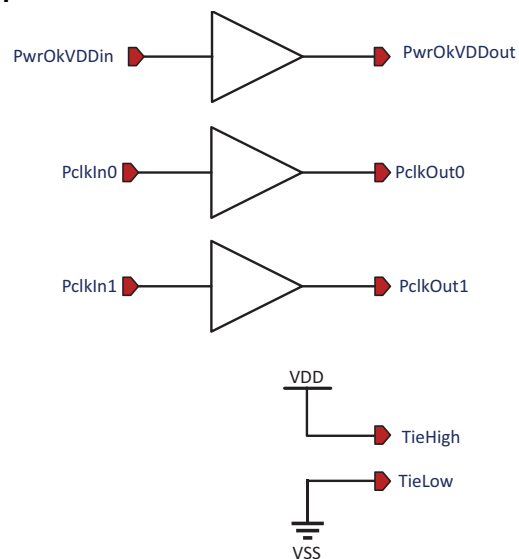 PwrOkVDDin
PwrOkVDDout
PclkIn0
PclkOut0
PclkIn1
PclkOut1
VDD
TieHigh
TieLow
VSS